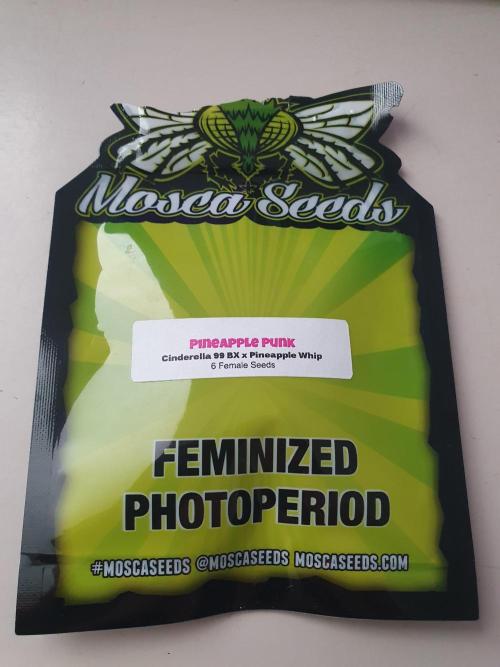 Mosca Seeds
Pineapple Punk
Cinderella 99 BX x Pineapple Whip
6 Female Seeds
FEMINIZED
PHOTOPERIOD
#MOSCASEEDS @MOSCASEEDS MOSCASEEDS.COM